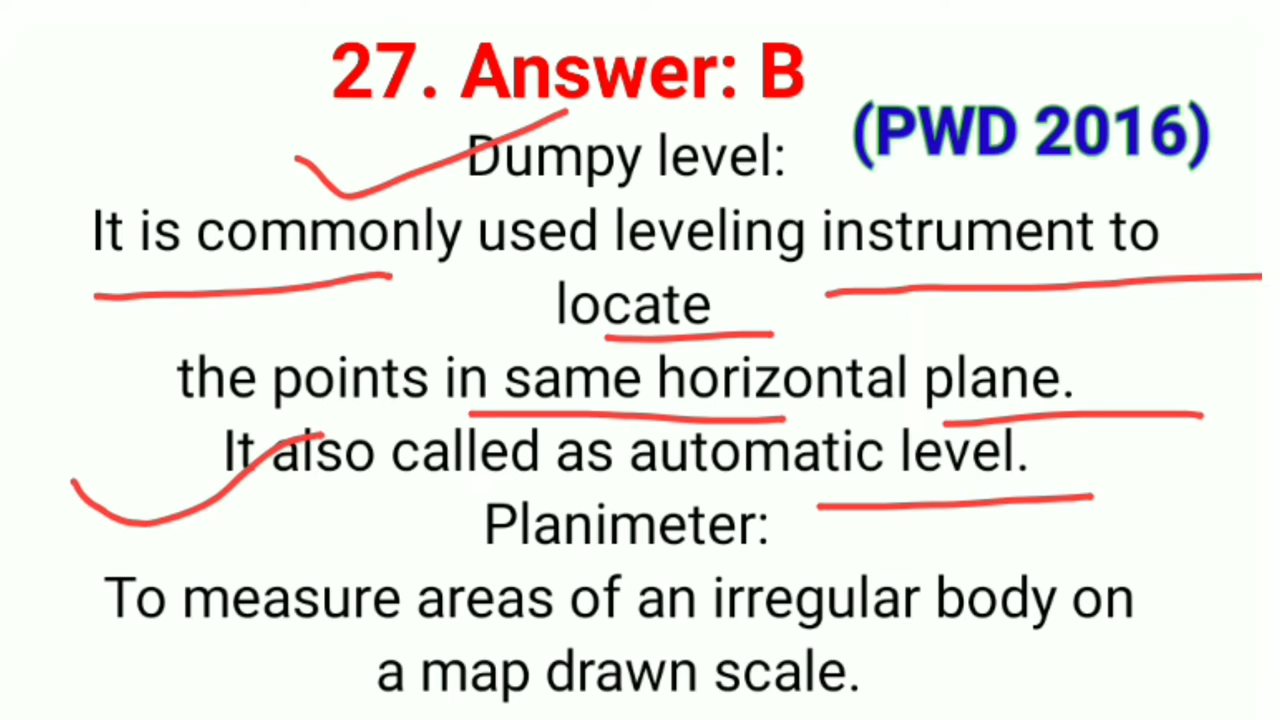 27. Answer: B
(PWD 2016)
Dumpy level:
It is commonly used leveling instrument to
locate
the points in same horizontal plane.
It also called as automatic level.
Planimeter:
To measure areas of an irregular body on
a map drawn scale.